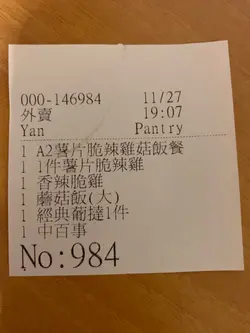 000-146984 11/27
外賣 19:07
Yan Pantry
1 A2薯片脆辣雞菇飯餐
1 1件薯片脆辣雞
1 香辣脆雞
1 蘑菇飯(大)
1 經典葡撻1件
1 中百事
No:984